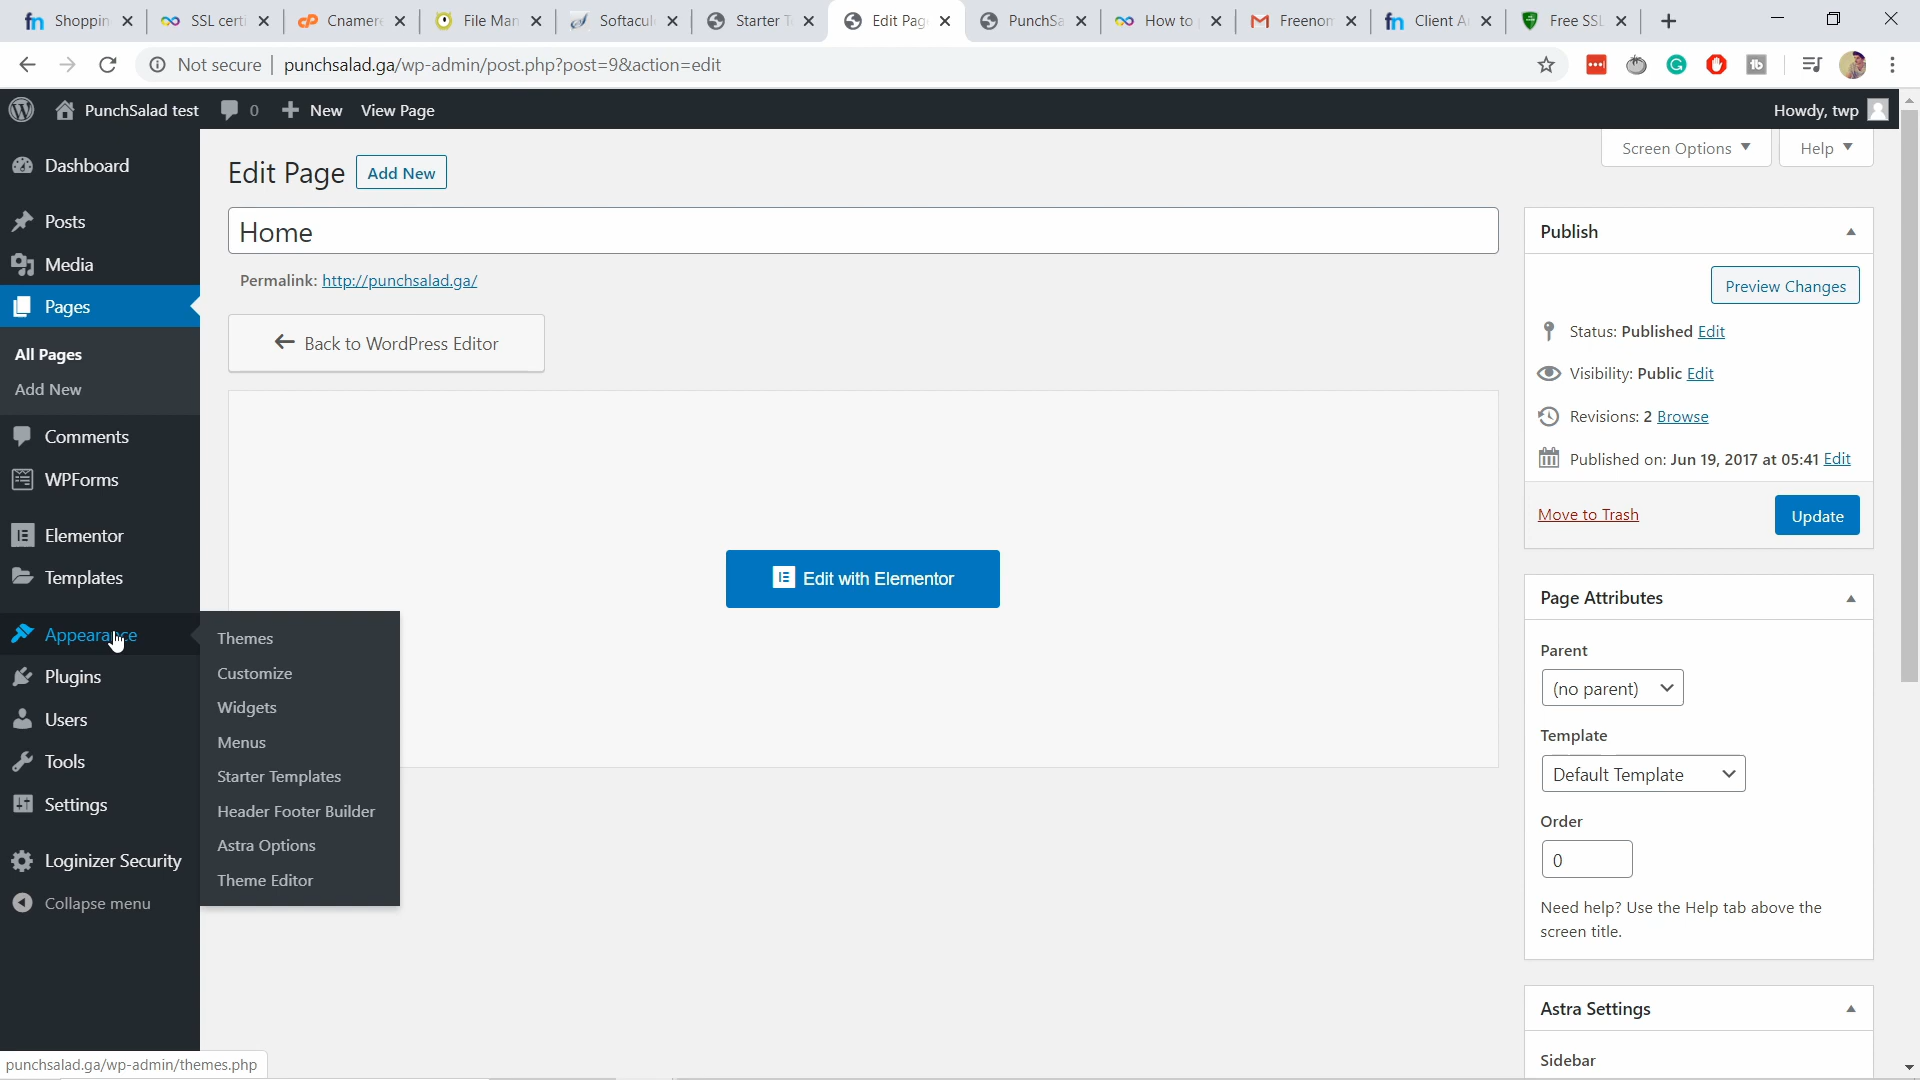 Shoppin
SSL certi
Cnamere
File Man
Softacul
Starter T
Edit Pag
PunchSa
How to
Freenom
Client A
Free SSL
Not secure
punchsalad.ga/wp-admin/post.php?post=9&action=edit
PunchSalad test
0
New
View Page
Howdy, twp
Dashboard
Posts
Media
Pages
All Pages
Add New
Comments
WPForms
Elementor
Templates
Appearance
Plugins
Users
Tools
Settings
Loginizer Security
Collapse menu
Themes
Customize
Widgets
Menus
Starter Templates
Header Footer Builder
Astra Options
Theme Editor
Screen Options
Help
Edit Page
Add New
Home
Permalink: http://punchsalad.ga/
Back to WordPress Editor
Edit with Elementor
Publish
Preview Changes
Status: Published Edit
Visibility: Public Edit
Revisions: 2 Browse
Published on: Jun 19, 2017 at 05:41 Edit
Move to Trash
Update
Page Attributes
Parent
(no parent)
Template
Default Template
Order
0
Need help? Use the Help tab above the
screen title.
Astra Settings
Sidebar
punchsalad.ga/wp-admin/themes.php